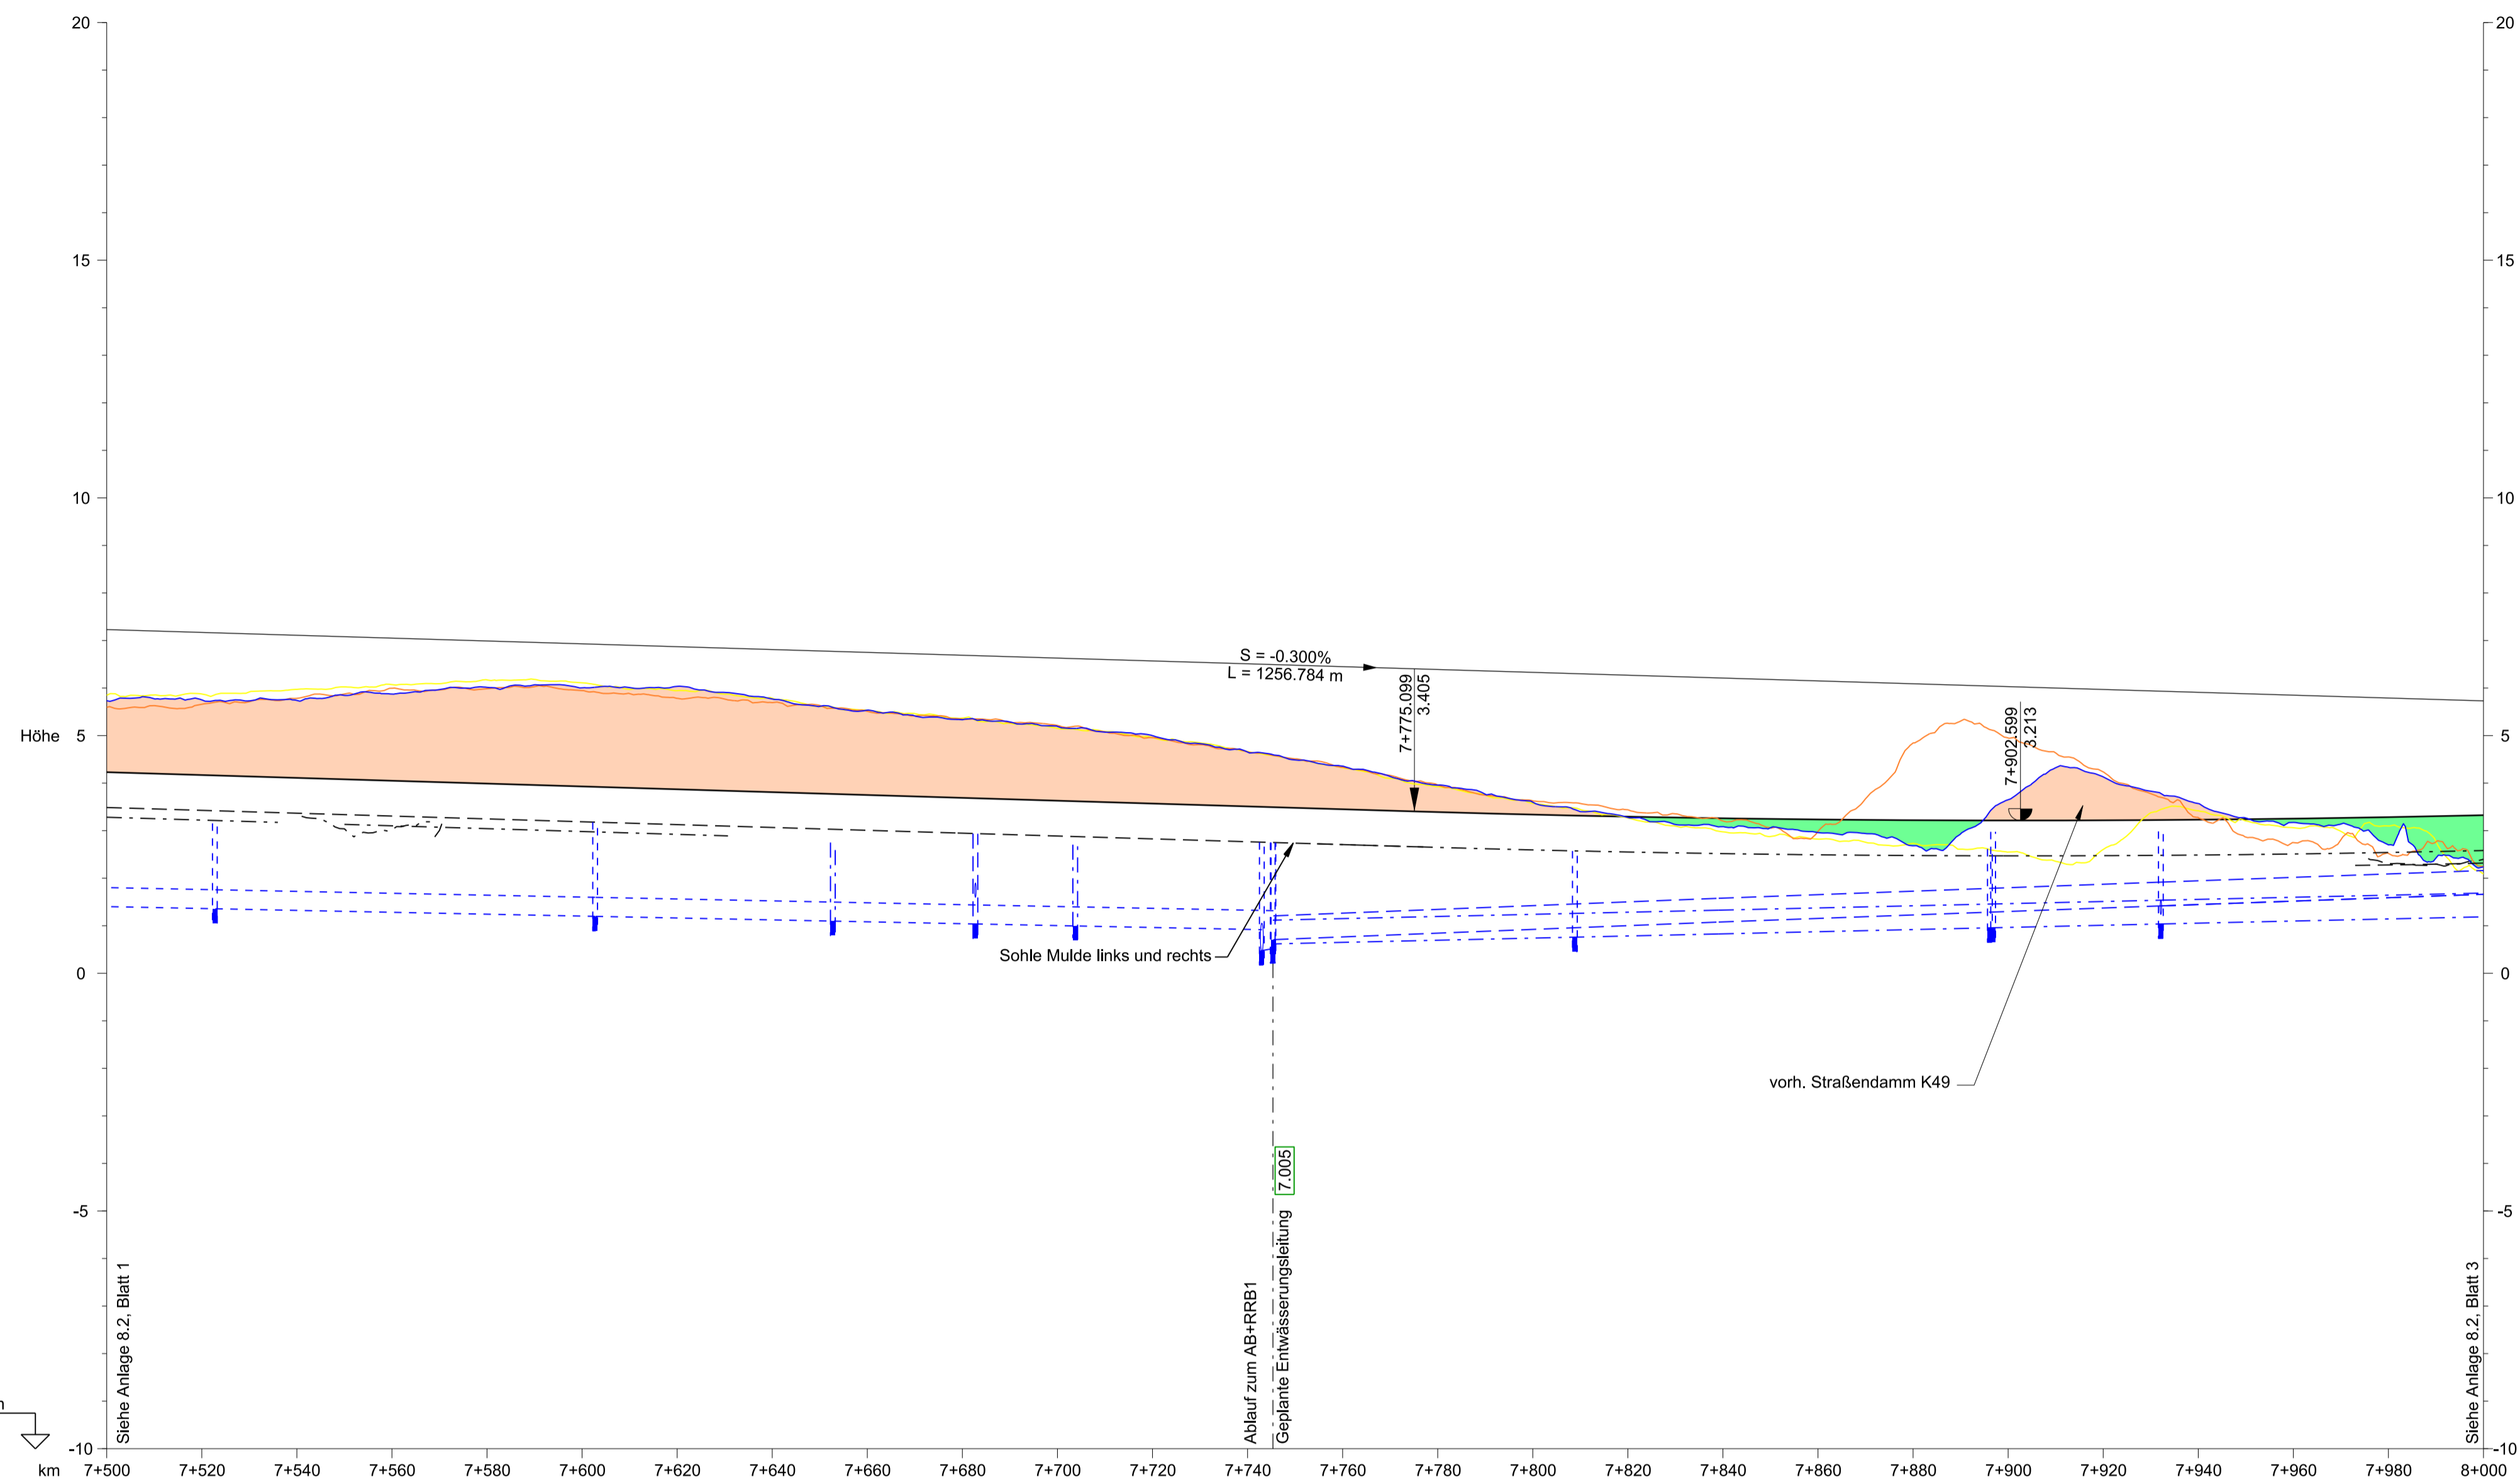 20
20
15
15
10
10
S = -0.300%
L = 1256.784 m
7+775.099
3.405
7+902.599
3.213
Höhe 5
5
Sohle Mulde links und rechts
0
0
vorh. Straßendamm K49
7.005
-5
-5
Siehe Anlage 8.2, Blatt 1
Ablauf zum AB+RRB1
Geplante Entwässerungsleitung
Siehe Anlage 8.2, Blatt 3
-10
-10
km 7+500 7+520 7+540 7+560 7+580 7+600 7+620 7+640 7+660 7+680 7+700 7+720 7+740 7+760 7+780 7+800 7+820 7+840 7+860 7+880 7+900 7+920 7+940 7+960 7+980 8+000